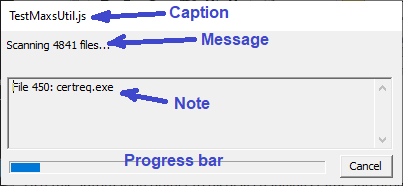 TestMaxsUtil.js Caption
Scanning 4841 files... Message
File 450: certreq.exe
Note
Progress bar
Cancel